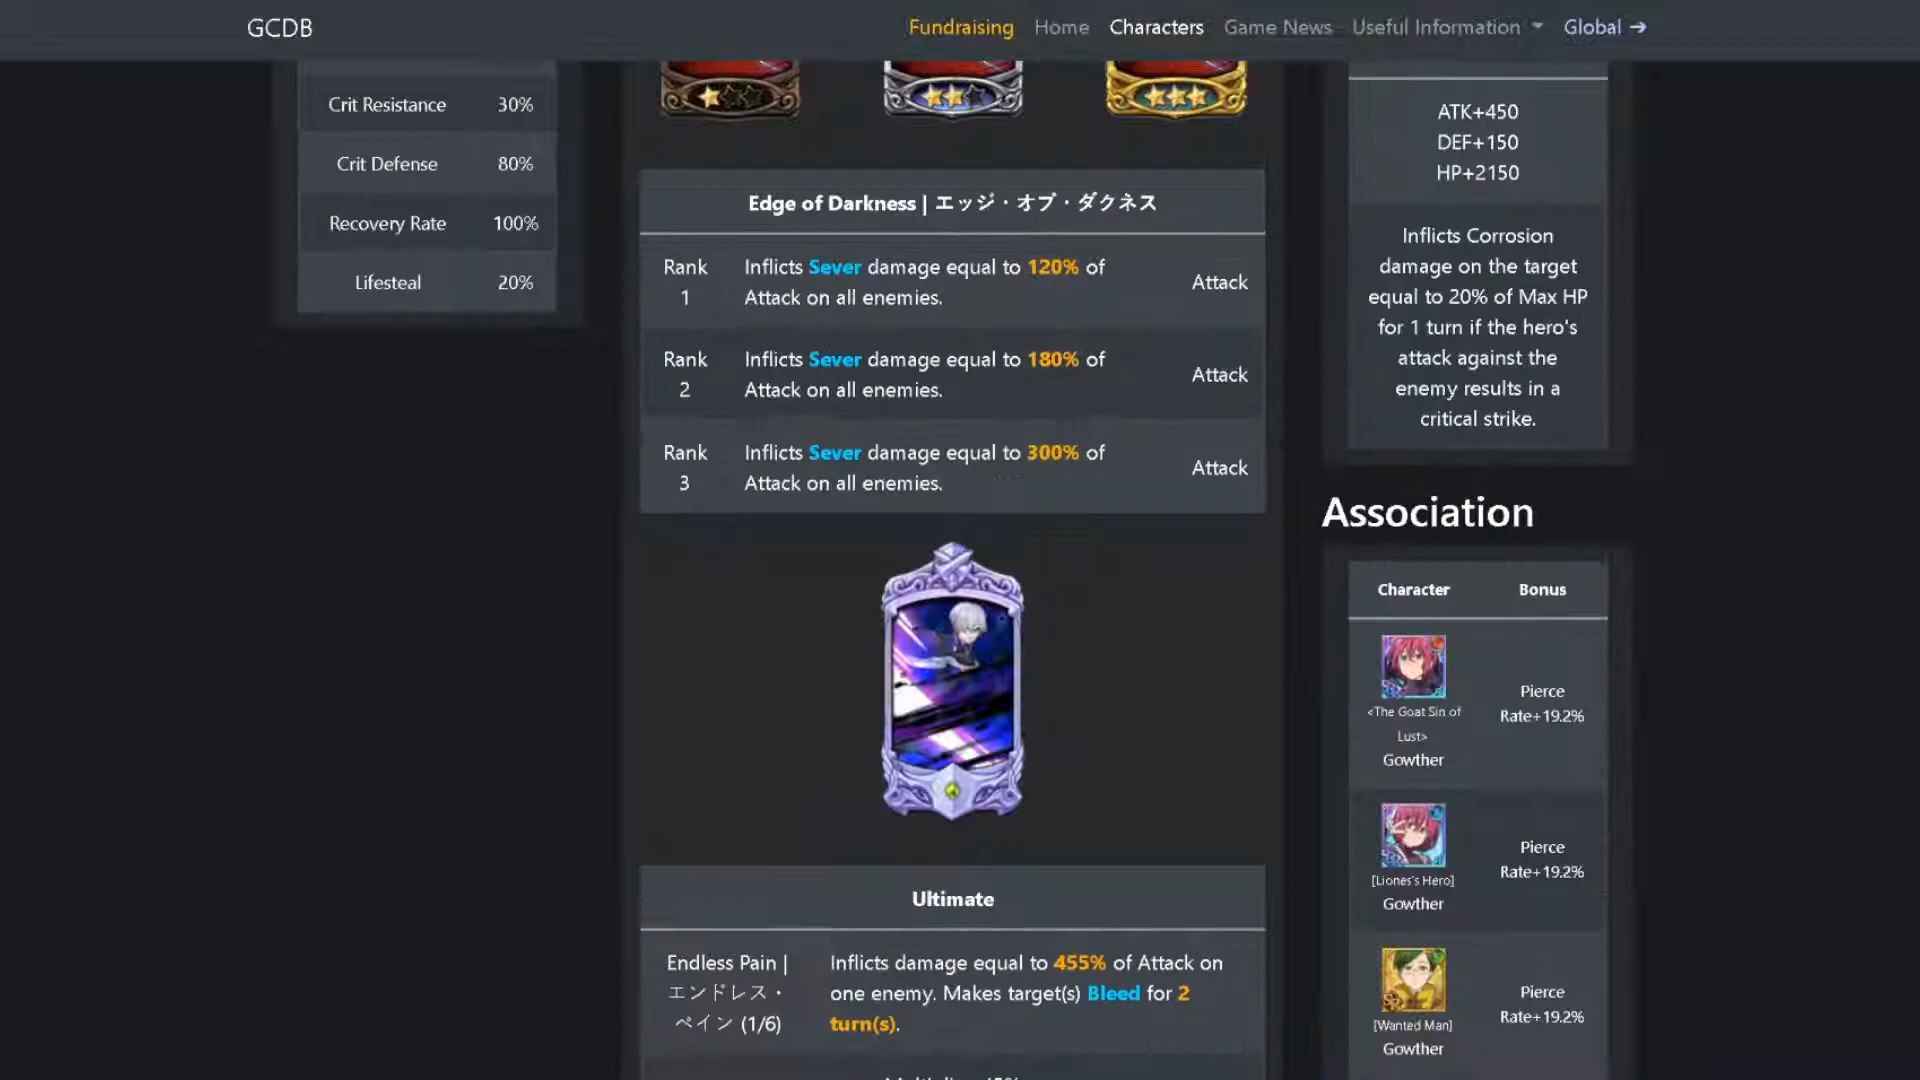 GCDB
Fundraising Home Characters Game News Useful Information Global →
Crit Resistance 30%
Crit Defense 80%
Recovery Rate 100%
Lifesteal 20%
Edge of Darkness | エッジ・オブ・ダクネス
Rank
1
Inflicts Sever damage equal to 120% of
Attack on all enemies.
Attack
Rank
2
Inflicts Sever damage equal to 180% of
Attack on all enemies.
Attack
Rank
3
Inflicts Sever damage equal to 300% of
Attack on all enemies.
Attack
Ultimate
Endless Pain |
エンドレス・
ペイン (1/6)
Inflicts damage equal to 455% of Attack on
one enemy. Makes target(s) Bleed for 2
turn(s).
ATK+450
DEF+150
HP+2150
Inflicts Corrosion
damage on the target
equal to 20% of Max HP
for 1 turn if the hero's
attack against the
enemy results in a
critical strike.
Association
Character Bonus
<The Goat Sin of
Lust>
Gowther
Pierce
Rate+19.2%
[Liones's Hero]
Gowther
Pierce
Rate+19.2%
[Wanted Man]
Gowther
Pierce
Rate+19.2%